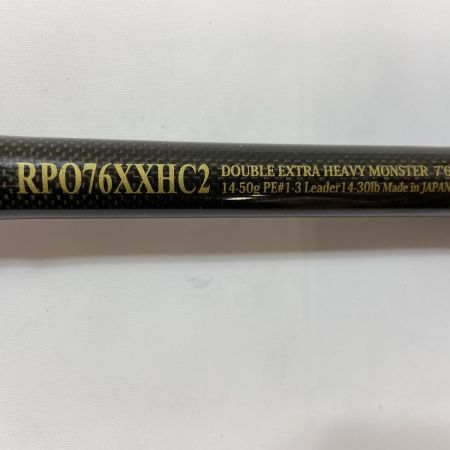 RPO76XXHC2
DOUBLE EXTRA HEAVY MONSTER 7'6
14-50g PE#1-3 Leader14-30lb Made in JAPAN